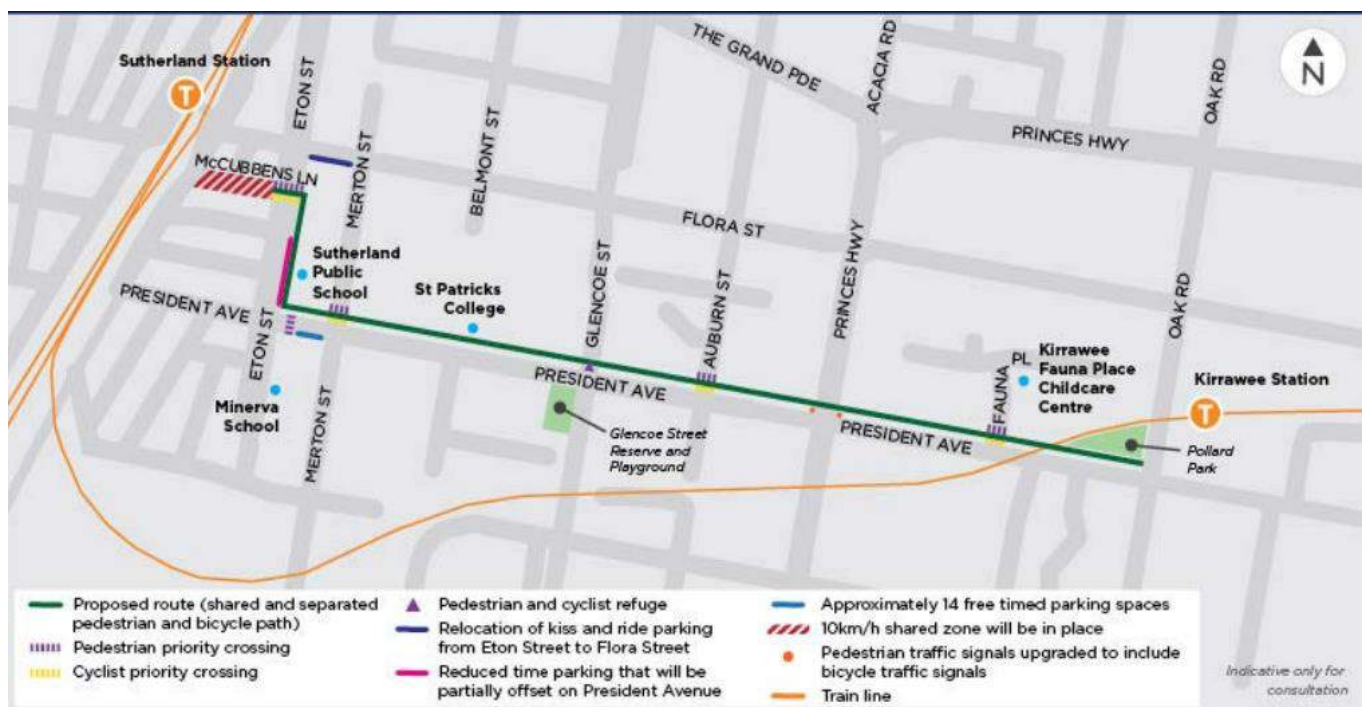 Sutherland Station
T
ETON ST
McCUBBENS LN
MERTON ST
BELMONT ST
THE GRAND PDE
ACACIA RD
PRINCES HWY
OAK RD
N
FLORA ST
Sutherland
Public
School
PRESIDENT AVE
St Patricks
College
GLENCOE ST
AUBURN ST
PRINCES HWY
OAK RD
FAUNA PL
Kirrawee
Fauna Place
Childcare
Centre
Kirrawee Station
T
ETON ST
Minerva
School
MERTON ST
PRESIDENT AVE
Glencoe Street
Reserve and
Playground
PRESIDENT AVE
Pollard
Park
Proposed route (shared and separated
pedestrian and bicycle path)
Pedestrian priority crossing
Cyclist priority crossing
Pedestrian and cyclist refuge
Relocation of kiss and ride parking
from Eton Street to Flora Street
Reduced time parking that will be
partially offset on President Avenue
Approximately 14 free timed parking spaces
10km/h shared zone will be in place
Pedestrian traffic signals upgraded to include
bicycle traffic signals
Train line
Indicative only for
consultation